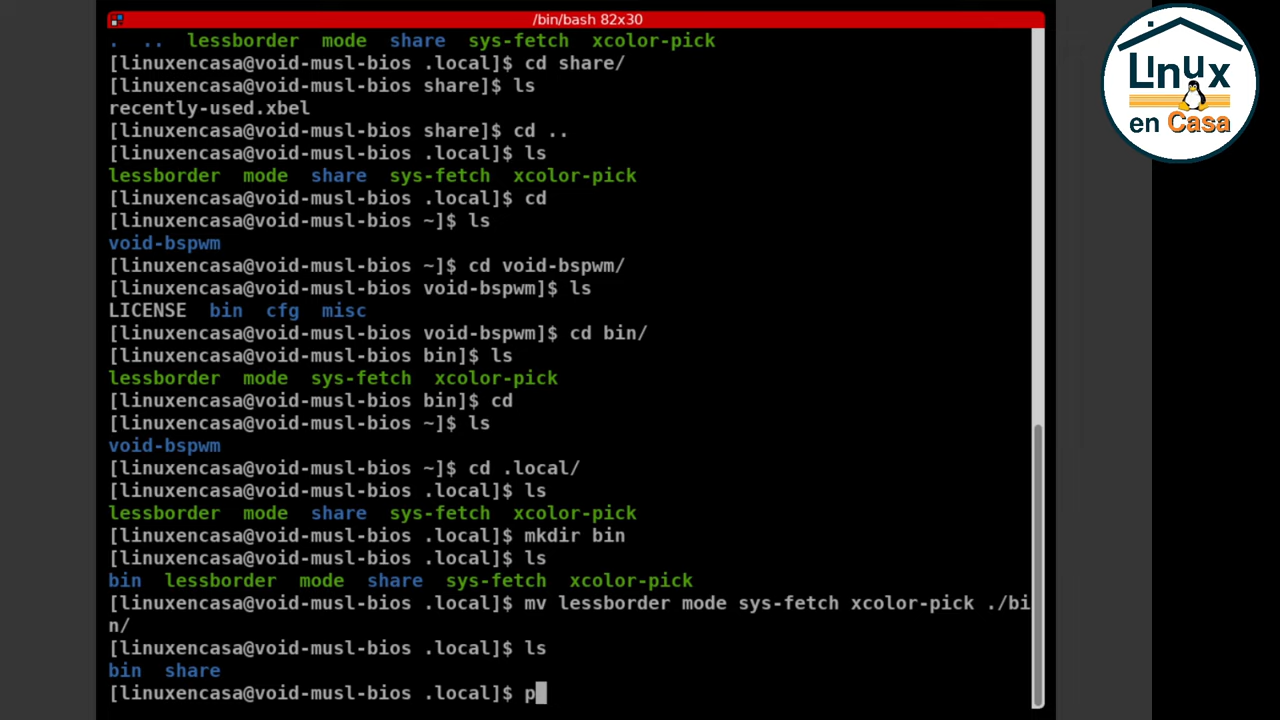 /bin/bash 82x30
.  ..  lessborder  mode  share  sys-fetch  xcolor-pick
[linuxencasa@void-musl-bios .local]$ cd share/
[linuxencasa@void-musl-bios share]$ ls
recently-used.xbel
[linuxencasa@void-musl-bios share]$ cd ..
[linuxencasa@void-musl-bios .local]$ ls
lessborder  mode  share  sys-fetch  xcolor-pick
[linuxencasa@void-musl-bios .local]$ cd
[linuxencasa@void-musl-bios ~]$ ls
void-bspwm
[linuxencasa@void-musl-bios ~]$ cd void-bspwm/
[linuxencasa@void-musl-bios void-bspwm]$ ls
LICENSE  bin  cfg  misc
[linuxencasa@void-musl-bios void-bspwm]$ cd bin/
[linuxencasa@void-musl-bios bin]$ ls
lessborder  mode  sys-fetch  xcolor-pick
[linuxencasa@void-musl-bios bin]$ cd
[linuxencasa@void-musl-bios ~]$ ls
void-bspwm
[linuxencasa@void-musl-bios ~]$ cd .local/
[linuxencasa@void-musl-bios .local]$ ls
lessborder  mode  share  sys-fetch  xcolor-pick
[linuxencasa@void-musl-bios .local]$ mkdir bin
[linuxencasa@void-musl-bios .local]$ ls
bin  lessborder  mode  share  sys-fetch  xcolor-pick
[linuxencasa@void-musl-bios .local]$ mv lessborder mode sys-fetch xcolor-pick ./bi
n/
[linuxencasa@void-musl-bios .local]$ ls
bin  share
[linuxencasa@void-musl-bios .local]$ p
Linux
en Casa